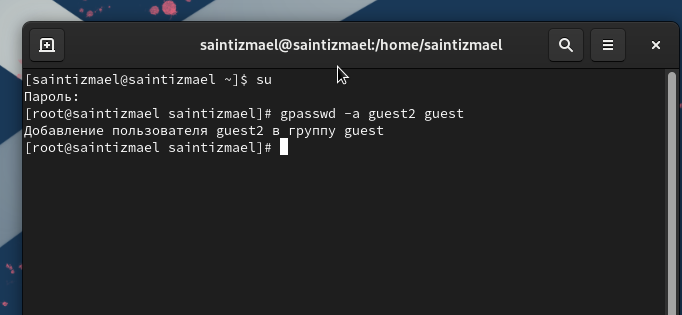 saintizmael@saintizmael:/home/saintizmael
[saintizmael@saintizmael ~]$ su
Пароль:
[root@saintizmael saintizmael]# gpasswd -a guest2 guest
Добавление пользователя guest2 в группу guest
[root@saintizmael saintizmael]#